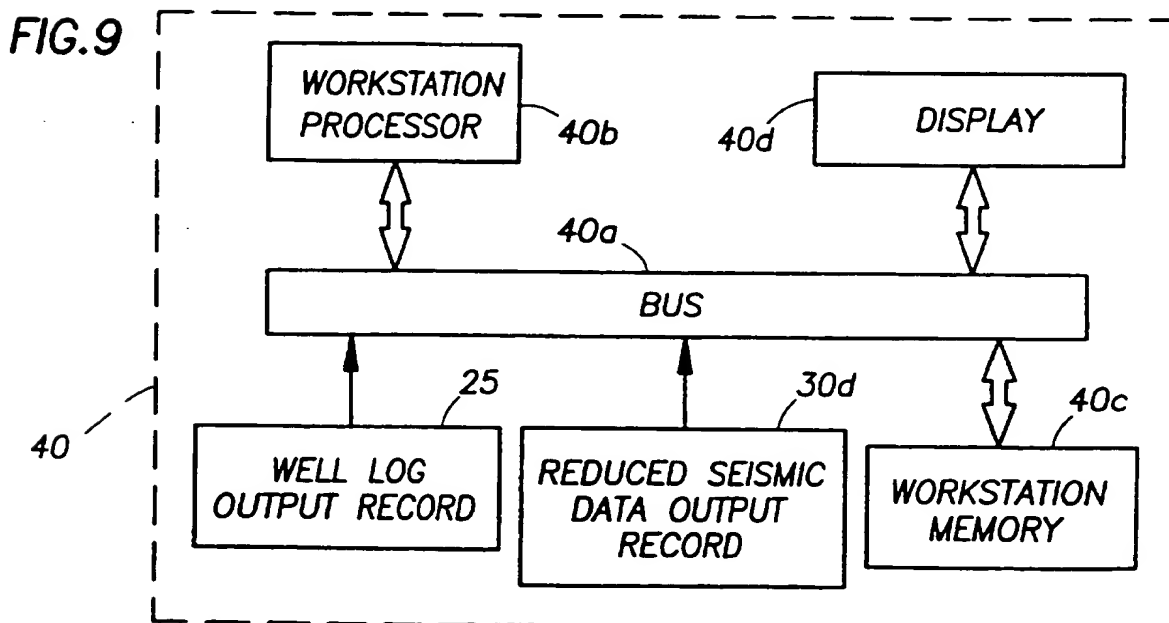 FIG.9
WORKSTATION
PROCESSOR
40b
40d
DISPLAY
40a
BUS
25
30d
40c
40
WELL LOG
OUTPUT RECORD
REDUCED SEISMIC
DATA OUTPUT
RECORD
WORKSTATION
MEMORY